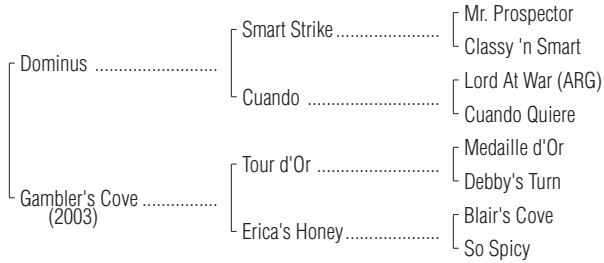 Mr. Prospector
Smart Strike ..................
Classy 'n Smart
Dominus .....................
Lord At War (ARG)
Cuando .......................
Cuando Quiere
Medaille d'Or
Tour d'Or .....................
Debby's Turn
Gambler's Cove .............
(2003)
Blair's Cove
Erica's Honey................
So Spicy